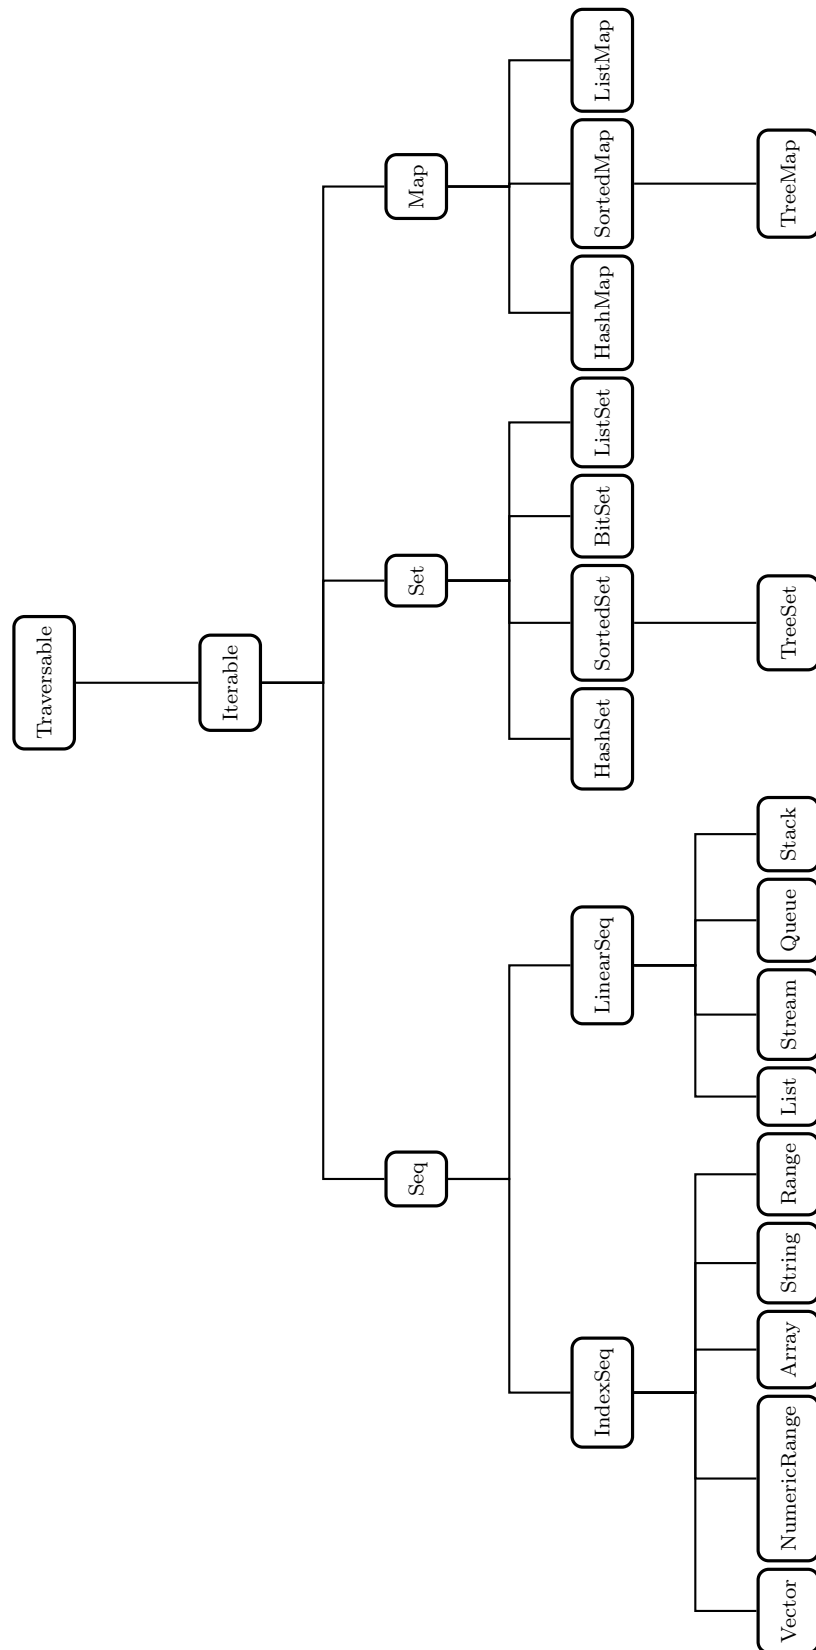 Traversable
Iterable
Seq
Set
Map
IndexSeq
LinearSeq
HashSet
SortedSet
BitSet
ListSet
HashMap
SortedMap
ListMap
Vector
NumericRange
Array
String
Range
List
Stream
Queue
Stack
TreeSet
TreeMap